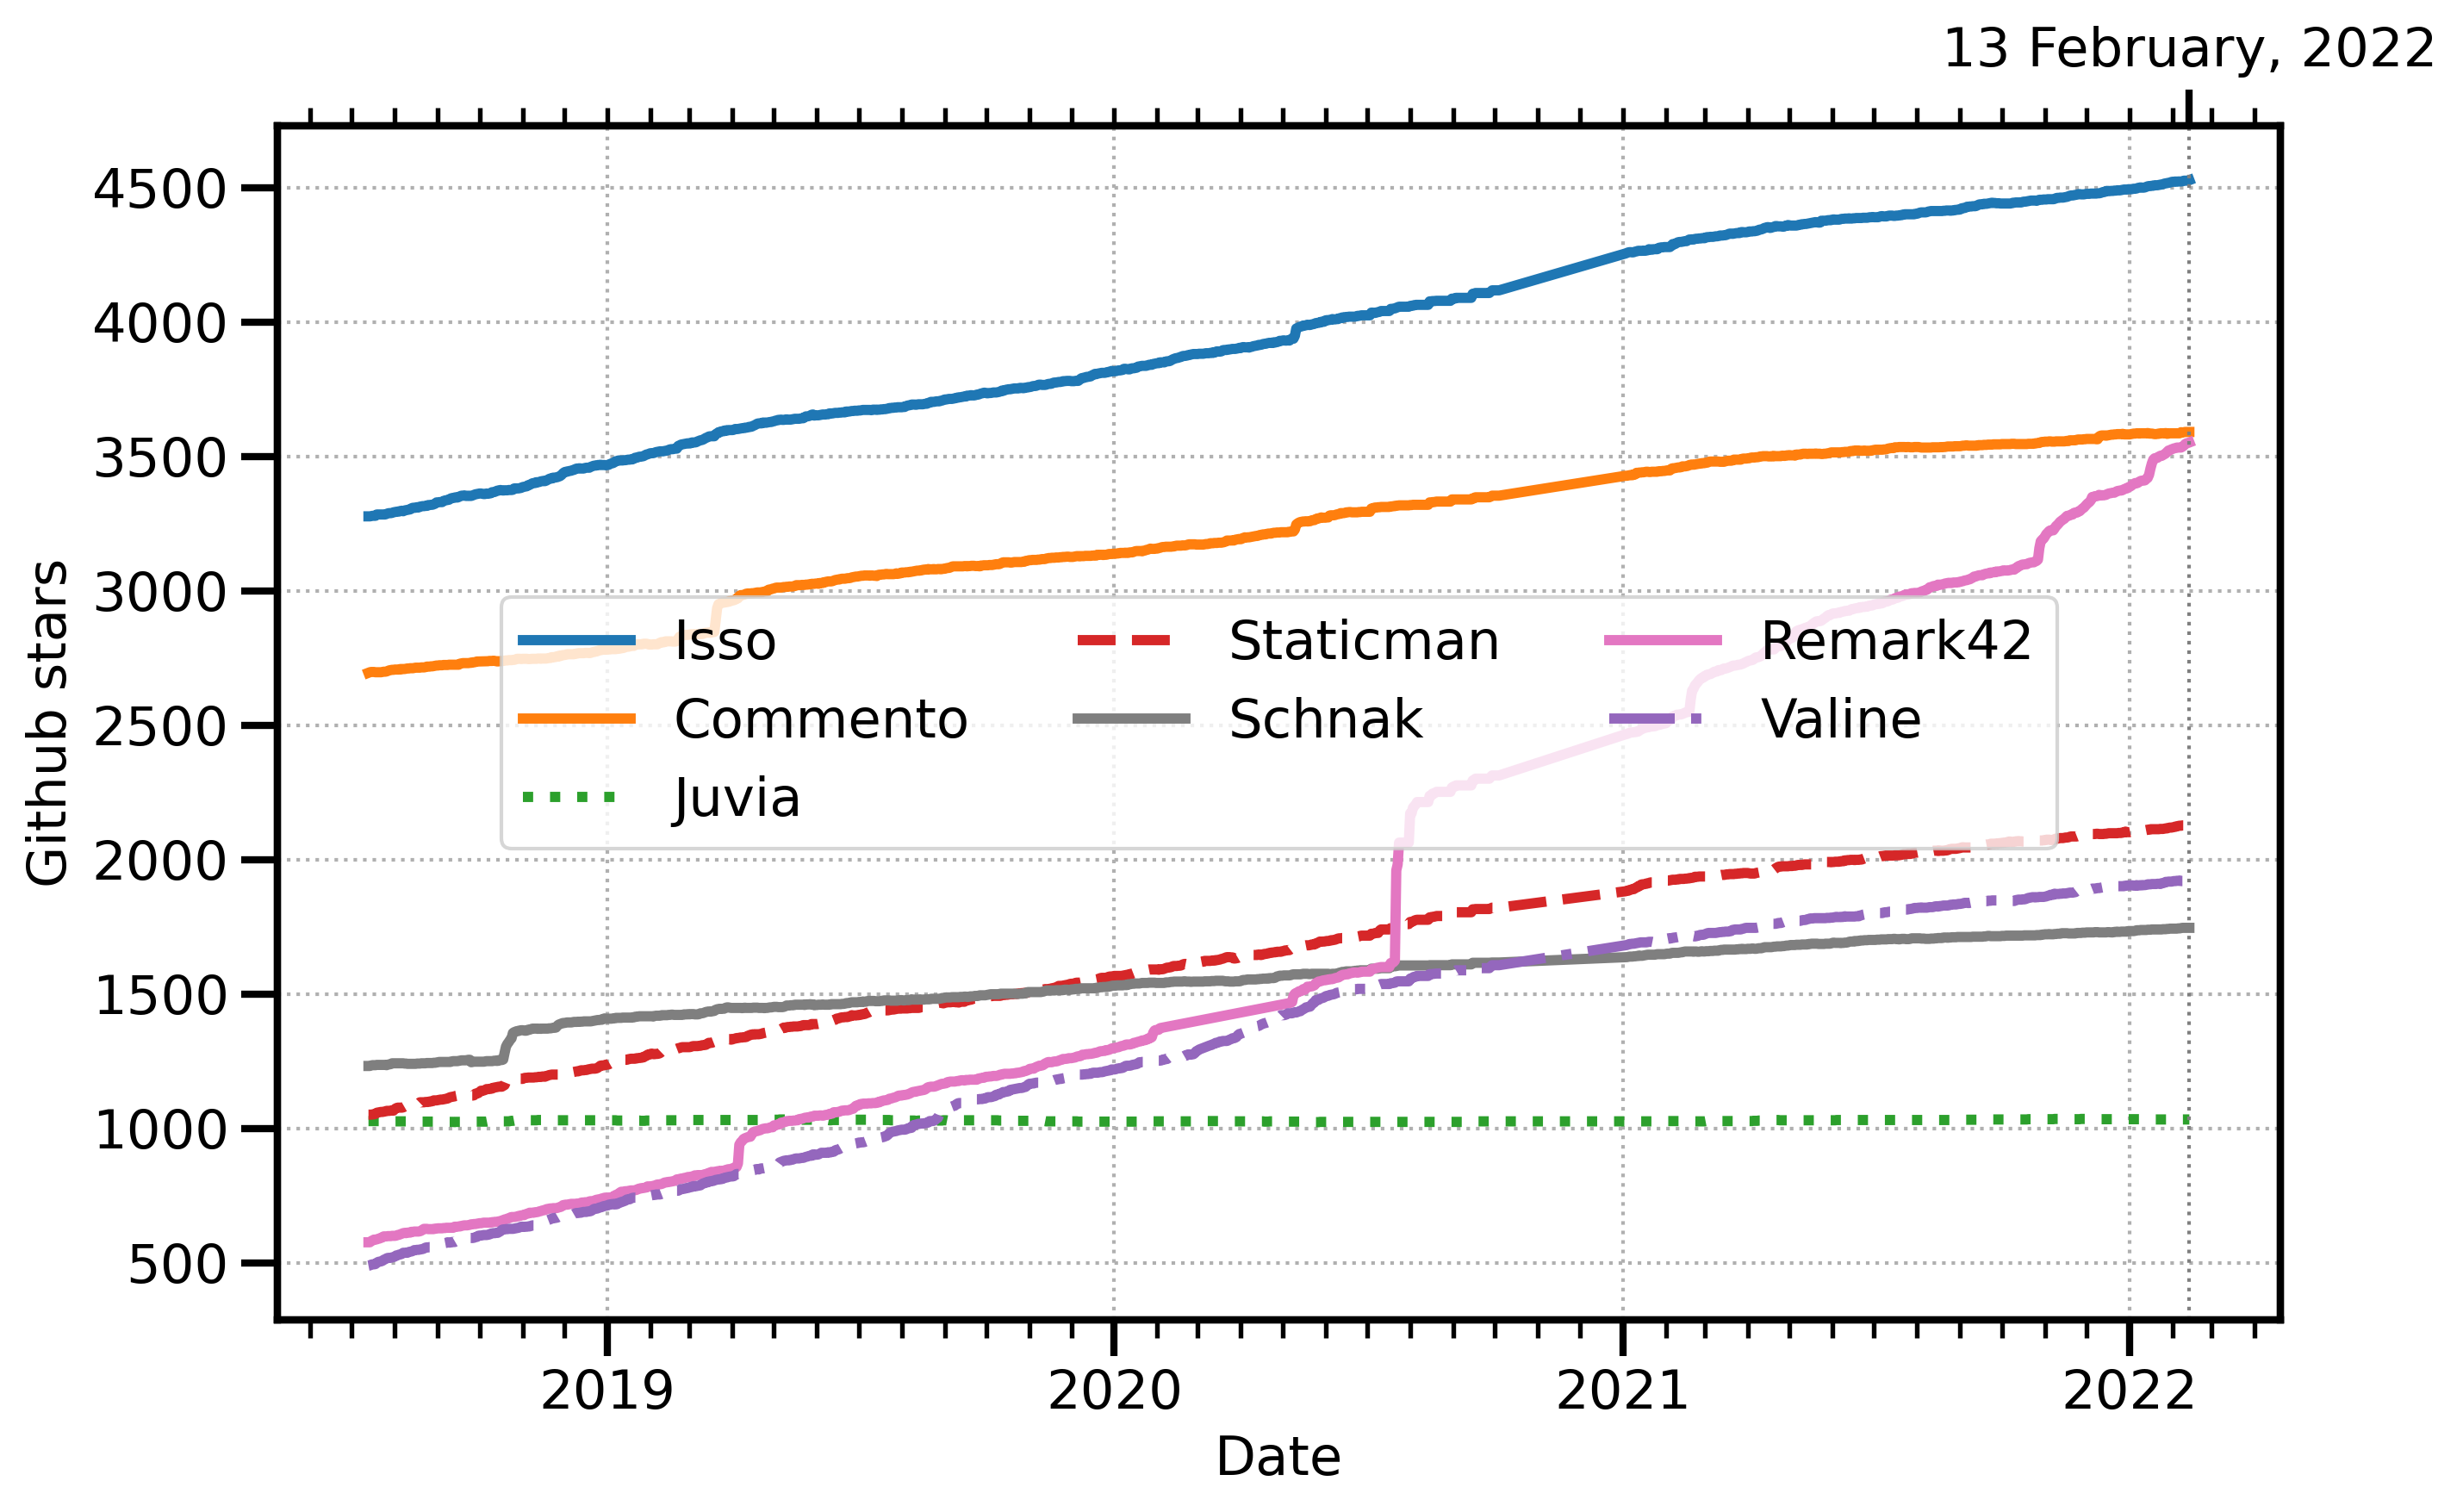 13 February, 2022
4500
4000
3500
3000
2500
2000
1500
1000
500
Github stars
Isso
Commento
Juvia
Staticman
Schnak
Remark42
Valine
2019
2020
2021
2022
Date